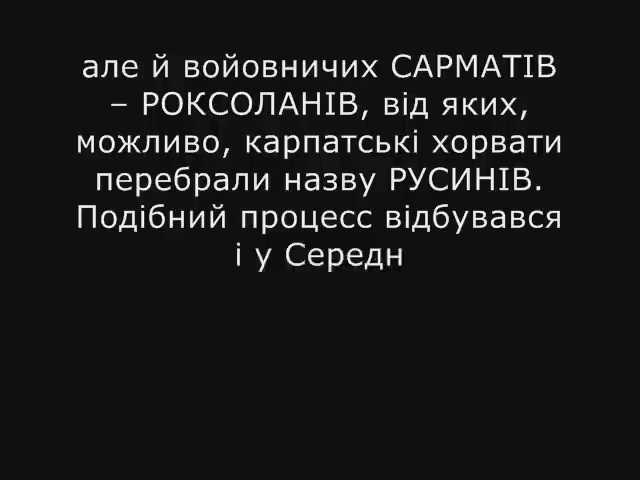 але й войовничих САРМАТІВ
– РОКСОЛАНІВ, від яких,
можливо, карпатські хорвати
перебрали назву РУСИНІВ.
Подібний процесс відбувався
і у Середн